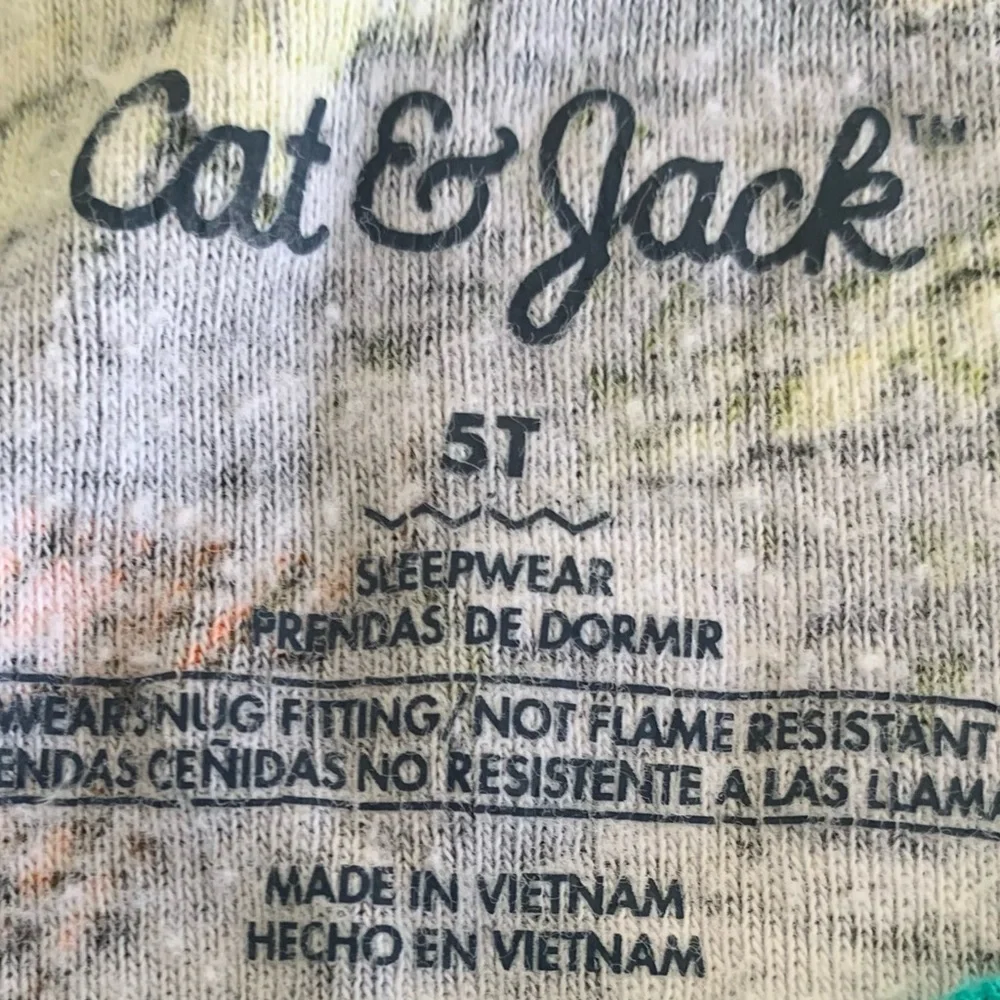 Cat & Jack™
5T
SLEEPWEAR
PRENDAS DE DORMIR
WEAR SNUG FITTING/NOT FLAME RESISTANT
ENDAS CEÑIDAS NO RESISTENTE A LAS LLAMA
MADE IN VIETNAM
HECHO EN VIETNAM